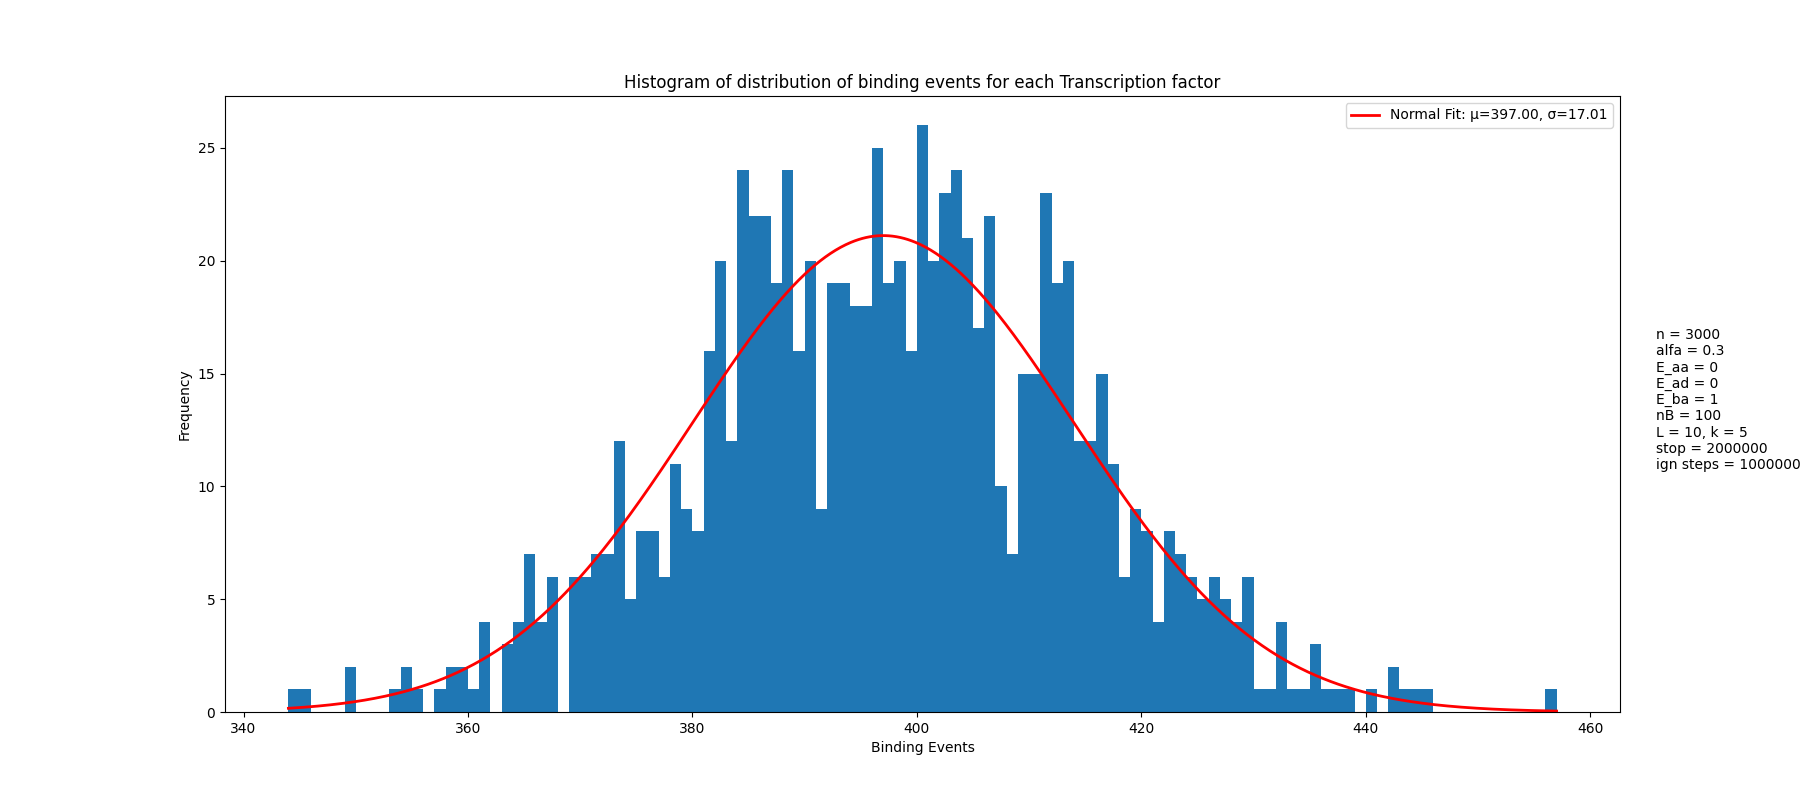 Histogram of distribution of binding events for each Transcription factor
Normal Fit: μ=397.00, σ=17.01
25
20
15
10
5
0
Frequency
340 360 380 400 420 440 460
Binding Events
n = 3000
alfa = 0.3
E_aa = 0
E_ad = 0
E_ba = 1
nB = 100
L = 10, k = 5
stop = 2000000
ign steps = 1000000